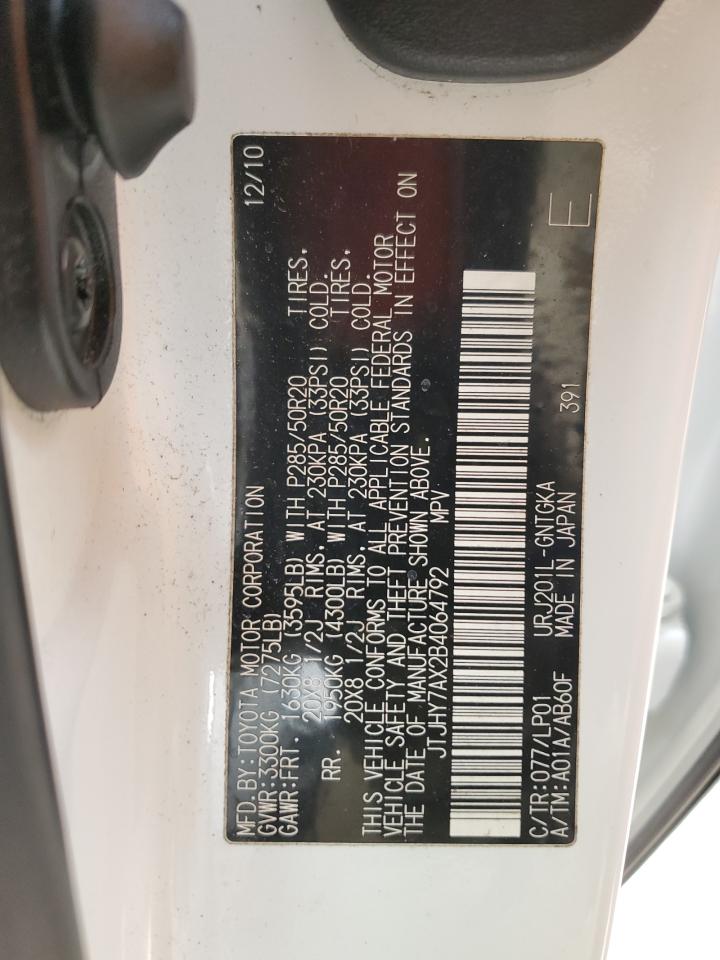 MFD. BY: TOYOTA MOTOR CORPORATION 12/10
GVWR: 3300KG (7275LB)
GAWR: FRT. 1630KG (3595LB) WITH P285/50R20 TIRES.
20X8 1/2J RIMS. AT 230KPA (33PSI) COLD.
RR. 1950KG (4300LB) WITH P285/50R20 TIRES.
20X8 1/2J RIMS. AT 230KPA (33PSI) COLD.
THIS VEHICLE CONFORMS TO ALL APPLICABLE FEDERAL MOTOR
VEHICLE SAFETY AND THEFT PREVENTION STANDARDS IN EFFECT ON
THE DATE OF MANUFACTURE SHOWN ABOVE.
JTJHY7AX2B4064792 MPV
C/TR: 077/LP01 URJ201L-GNTGKA 391
A/TM: A01A/AB60F MADE IN JAPAN E